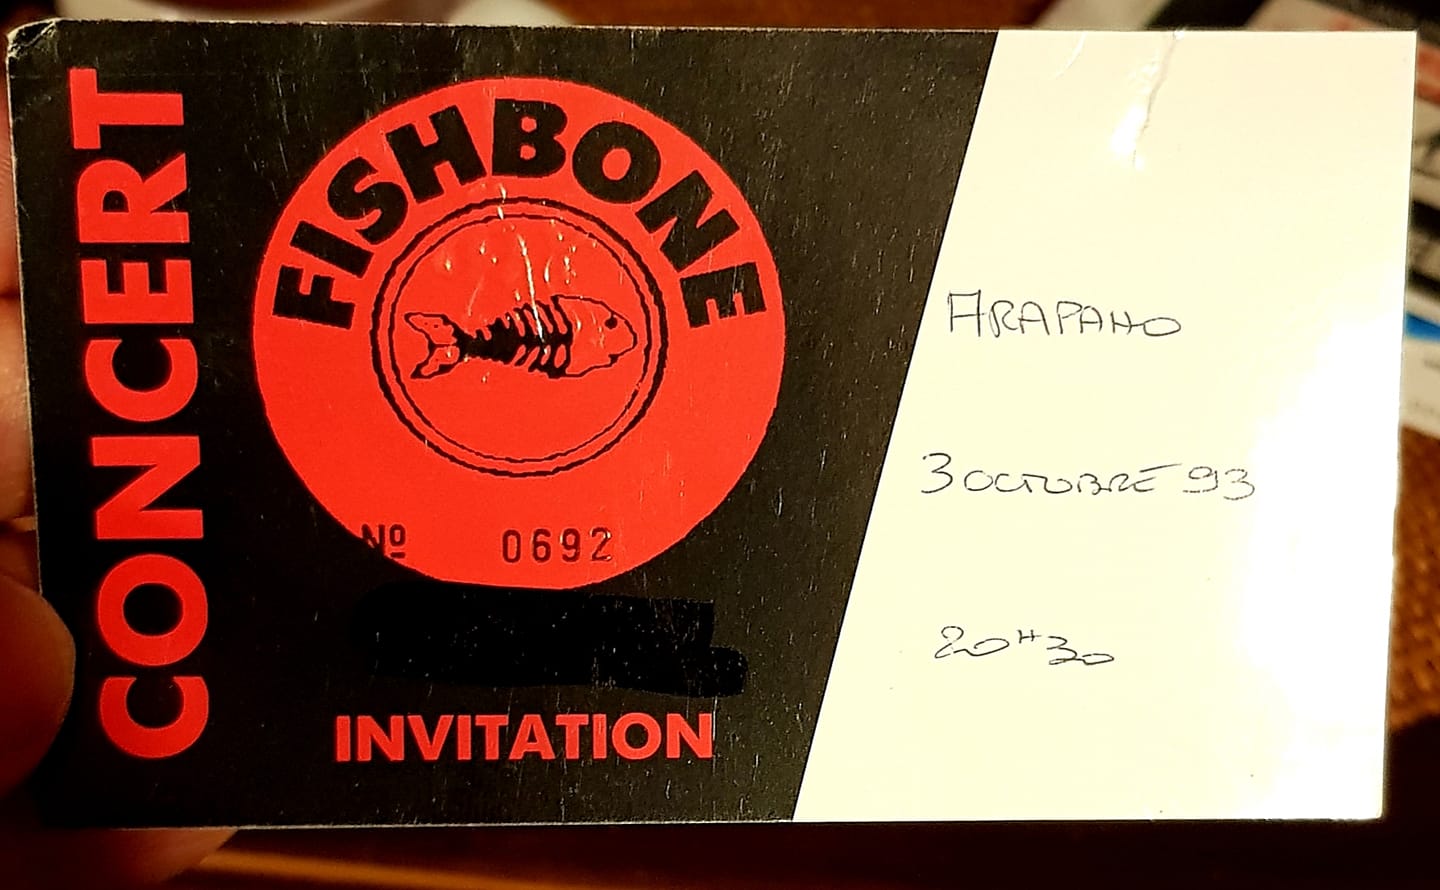 CONCERT
FISHBONE
Nº 0692
INVITATION
ARAPAHO
3 OCTOBRE 93
20H30